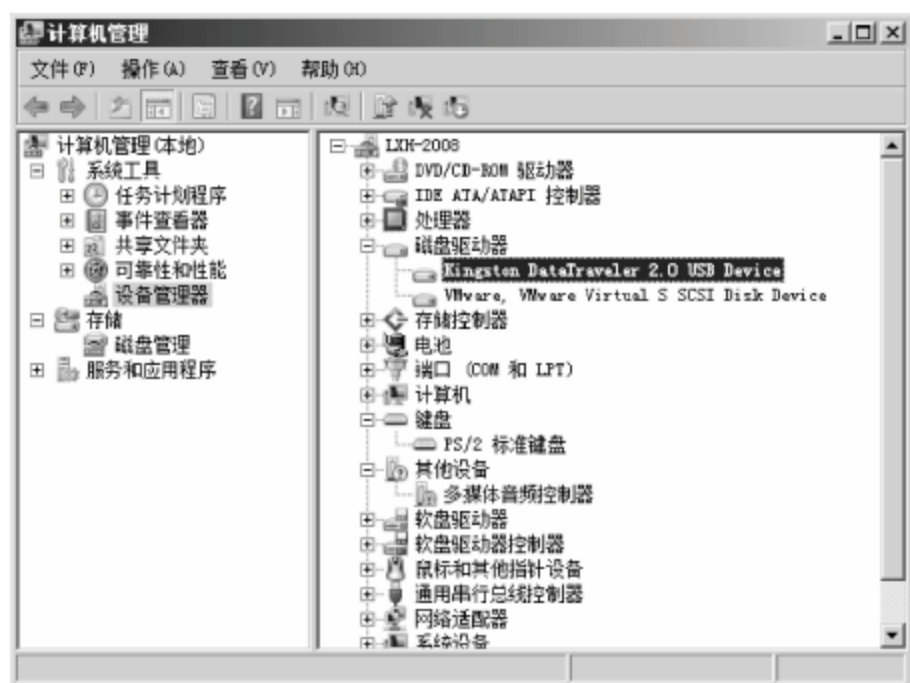 计算机管理
文件(F) 操作(A) 查看(V) 帮助(H)
计算机管理(本地)
系统工具
任务计划程序
事件查看器
共享文件夹
可靠性和性能
设备管理器
存储
磁盘管理
服务和应用程序
LXH-2008
DVD/CD-ROM 驱动器
IDE ATA/ATAPI 控制器
处理器
磁盘驱动器
Kingston DataTraveler 2.0 USB Device
VMware, VMware Virtual S SCSI Disk Device
存储控制器
电池
端口 (COM 和 LPT)
计算机
键盘
PS/2 标准键盘
其他设备
多媒体音频控制器
软盘驱动器
软盘驱动器控制器
鼠标和其他指针设备
通用串行总线控制器
网络适配器
系统设备